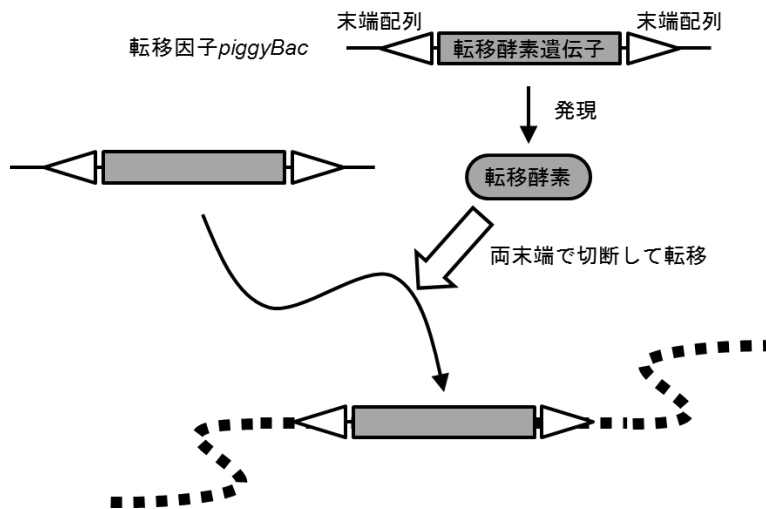 末端配列
末端配列
転移因子piggyBac
転移酵素遺伝子
発現
転移酵素
両末端で切断して転移